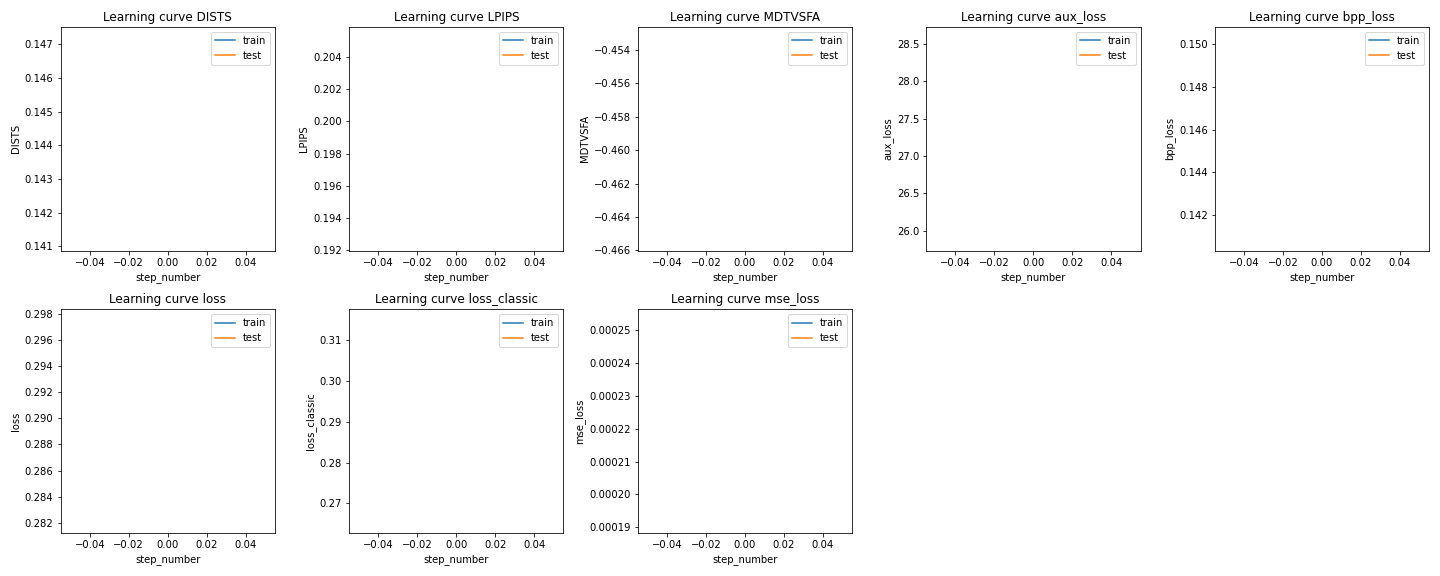 Learning curve DISTS
train
test
0.147
0.146
0.145
0.144
0.143
0.142
0.141
DISTS
−0.04 −0.02 0.00 0.02 0.04
step_number
Learning curve LPIPS
train
test
0.204
0.202
0.200
0.198
0.196
0.194
0.192
LPIPS
−0.04 −0.02 0.00 0.02 0.04
step_number
Learning curve MDTVSFA
train
test
−0.454
−0.456
−0.458
−0.460
−0.462
−0.464
−0.466
MDTVSFA
−0.04 −0.02 0.00 0.02 0.04
step_number
Learning curve aux_loss
train
test
28.5
28.0
27.5
27.0
26.5
26.0
aux_loss
−0.04 −0.02 0.00 0.02 0.04
step_number
Learning curve bpp_loss
train
test
0.150
0.148
0.146
0.144
0.142
bpp_loss
−0.04 −0.02 0.00 0.02 0.04
step_number
Learning curve loss
train
test
0.298
0.296
0.294
0.292
0.290
0.288
0.286
0.284
0.282
loss
−0.04 −0.02 0.00 0.02 0.04
step_number
Learning curve loss_classic
train
test
0.31
0.30
0.29
0.28
0.27
loss_classic
−0.04 −0.02 0.00 0.02 0.04
step_number
Learning curve mse_loss
train
test
0.00025
0.00024
0.00023
0.00022
0.00021
0.00020
0.00019
mse_loss
−0.04 −0.02 0.00 0.02 0.04
step_number